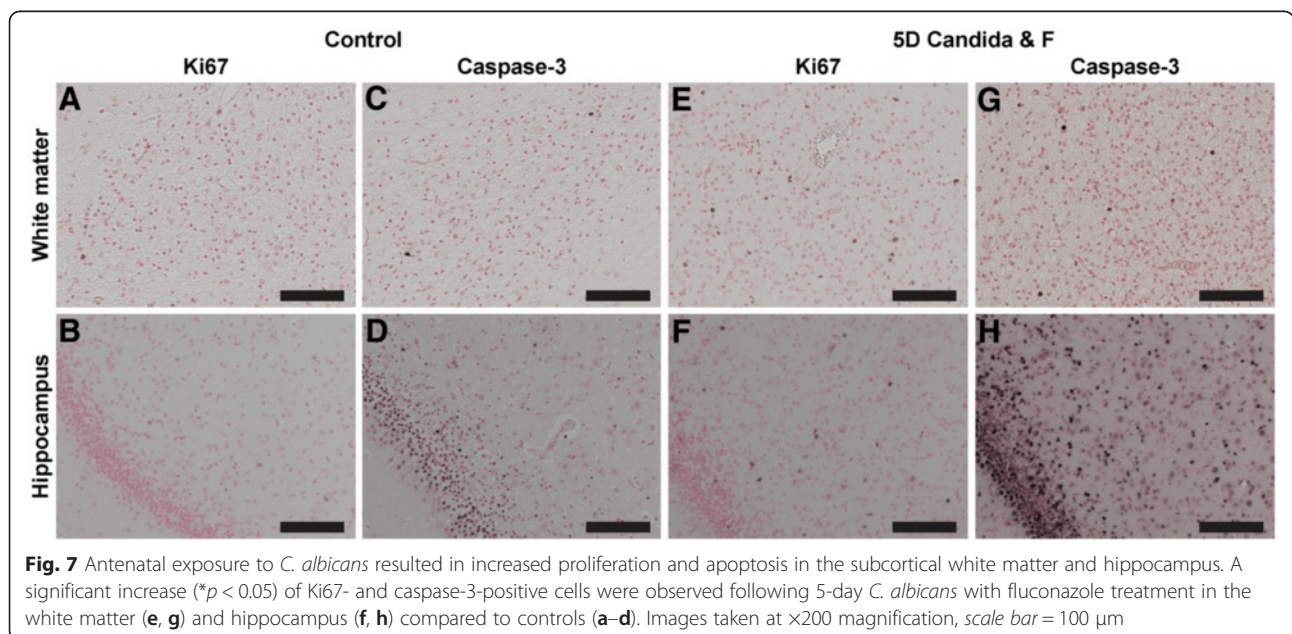 Control 5D Candida & F
Ki67 Caspase-3 Ki67 Caspase-3
White matter
A C E G
Hippocampus
B D F H
Fig. 7 Antenatal exposure to C. albicans resulted in increased proliferation and apoptosis in the subcortical white matter and hippocampus. A
significant increase (*p < 0.05) of Ki67- and caspase-3-positive cells were observed following 5-day C. albicans with fluconazole treatment in the
white matter (e, g) and hippocampus (f, h) compared to controls (a–d). Images taken at ×200 magnification, scale bar = 100 μm